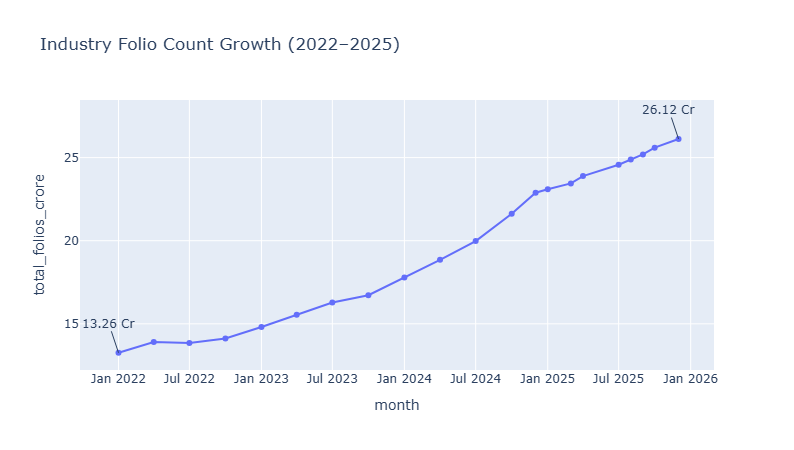 Industry Folio Count Growth (2022–2025)
26.12 Cr
25
20
15
13.26 Cr
total_folios_crore
Jan 2022
Jul 2022
Jan 2023
Jul 2023
Jan 2024
Jul 2024
Jan 2025
Jul 2025
Jan 2026
month